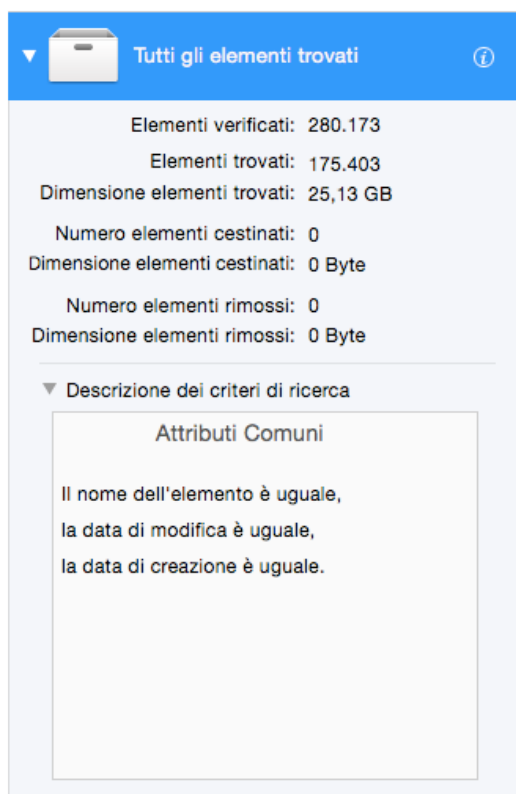 Tutti gli elementi trovati
Elementi verificati: 280.173
Elementi trovati: 175.403
Dimensione elementi trovati: 25,13 GB
Numero elementi cestinati: 0
Dimensione elementi cestinati: 0 Byte
Numero elementi rimossi: 0
Dimensione elementi rimossi: 0 Byte
Descrizione dei criteri di ricerca
Attributi Comuni
Il nome dell'elemento è uguale,
la data di modifica è uguale,
la data di creazione è uguale.